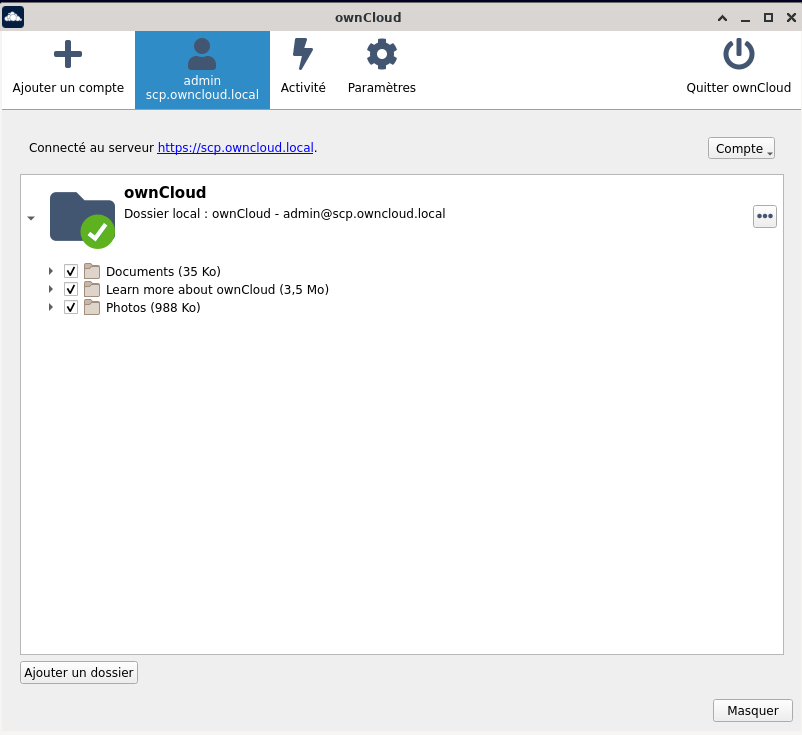 ownCloud
Ajouter un compte
admin
scp.owncloud.local
Activité
Paramètres
Quitter ownCloud
Connecté au serveur https://scp.owncloud.local.
Compte
ownCloud
Dossier local : ownCloud - admin@scp.owncloud.local
Documents (35 Ko)
Learn more about ownCloud (3,5 Mo)
Photos (988 Ko)
Ajouter un dossier
Masquer